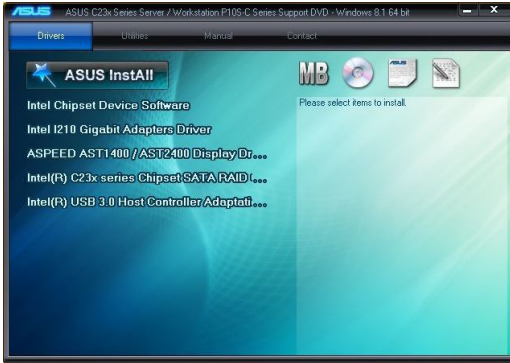 ASUS ASUS C23x Series Server / Workstation P10S-C Series Support DVD - Windows 8.1 64 bit
Drivers Utilities Manual Contact
ASUS InstAll
MB
Intel Chipset Device Software
Please select items to install.
Intel I210 Gigabit Adapters Driver
ASPEED AST1400 / AST2400 Display Dr...
Intel(R) C23x series Chipset SATA RAID (...
Intel(R) USB 3.0 Host Controller Adaptati...